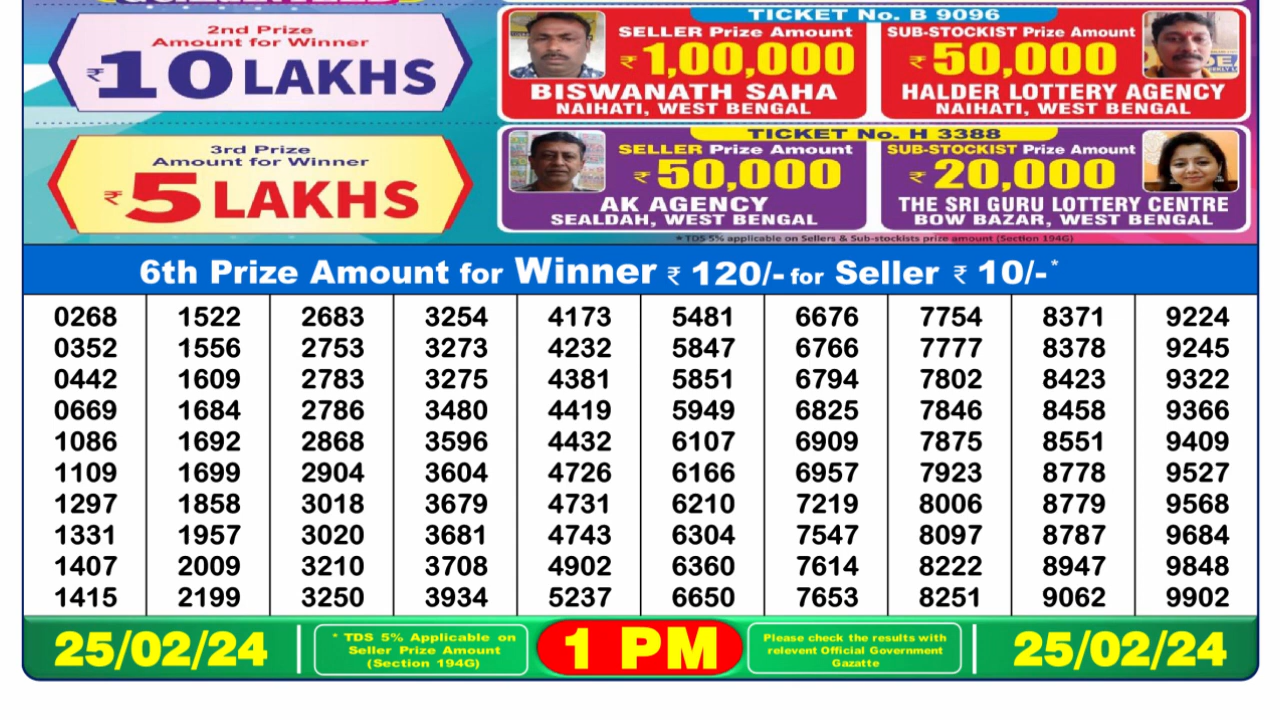 2nd Prize
Amount for Winner
₹10 LAKHS
TICKET No. B 9096
SELLER Prize Amount
₹1,00,000
BISWANATH SAHA
NAIHATI, WEST BENGAL
SUB-STOCKIST Prize Amount
₹50,000
HALDER LOTTERY AGENCY
NAIHATI, WEST BENGAL
3rd Prize
Amount for Winner
₹5 LAKHS
TICKET No. H 3388
SELLER Prize Amount
₹50,000
AK AGENCY
SEALDAH, WEST BENGAL
SUB-STOCKIST Prize Amount
₹20,000
THE SRI GURU LOTTERY CENTRE
BOW BAZAR, WEST BENGAL
* TDS 5% applicable on Sellers & Sub-stockists prize amount (Section 194G)
6th Prize Amount for Winner ₹ 120/- for Seller ₹ 10/-*
0268 1522 2683 3254 4173 5481 6676 7754 8371 9224
0352 1556 2753 3273 4232 5847 6766 7777 8378 9245
0442 1609 2783 3275 4381 5851 6794 7802 8423 9322
0669 1684 2786 3480 4419 5949 6825 7846 8458 9366
1086 1692 2868 3596 4432 6107 6909 7875 8551 9409
1109 1699 2904 3604 4726 6166 6957 7923 8778 9527
1297 1858 3018 3679 4731 6210 7219 8006 8779 9568
1331 1957 3020 3681 4743 6304 7547 8097 8787 9684
1407 2009 3210 3708 4902 6360 7614 8222 8947 9848
1415 2199 3250 3934 5237 6650 7653 8251 9062 9902
25/02/24
* TDS 5% Applicable on
Seller Prize Amount
(Section 194G)
1 PM
Please check the results with
relevent Official Government
Gazatte
25/02/24